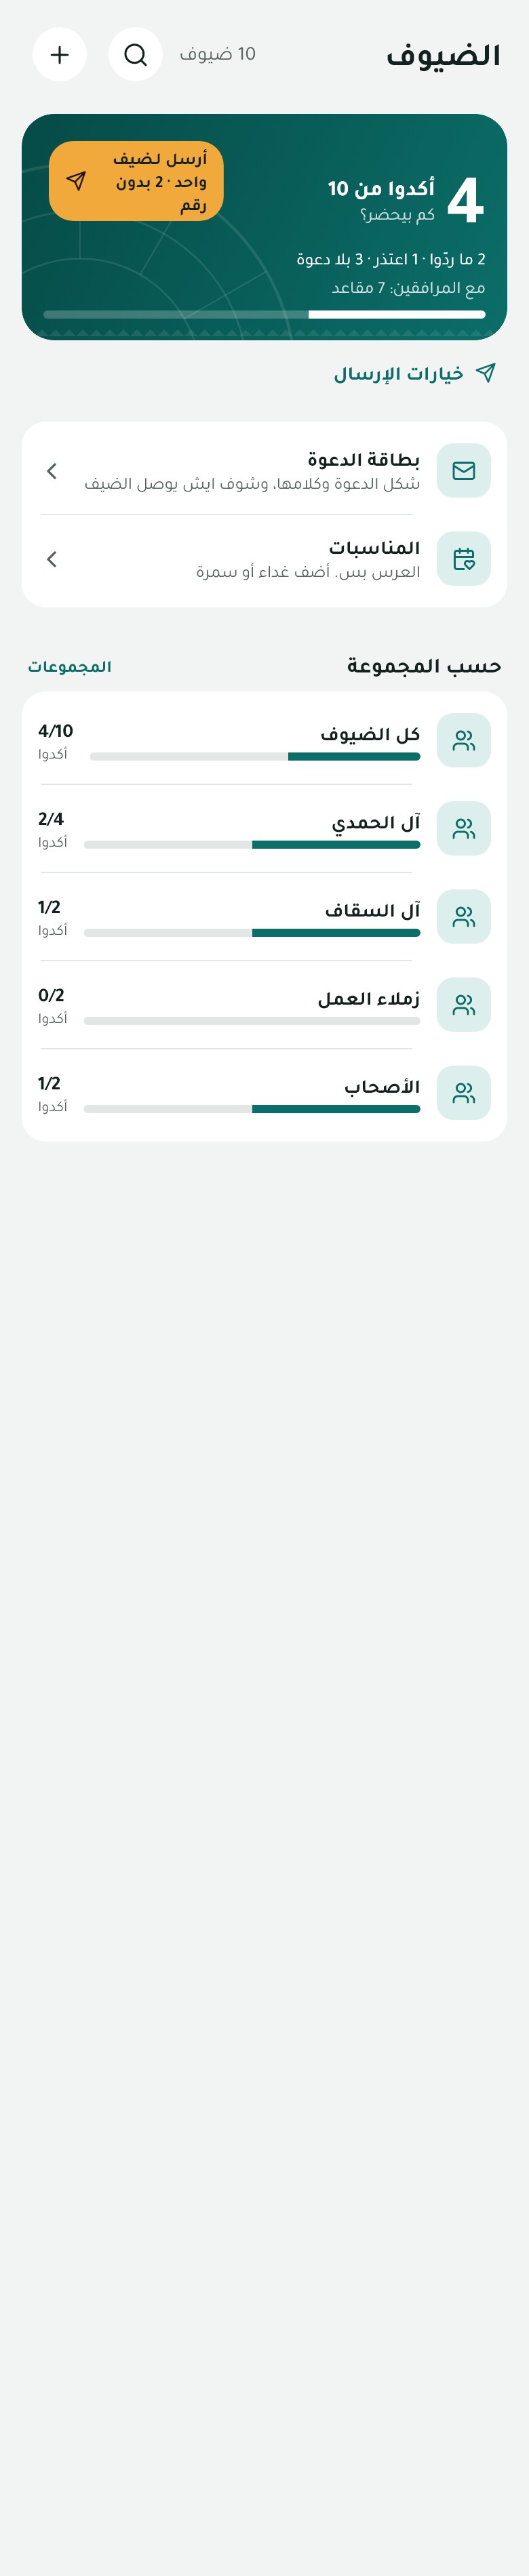 الضيوف
10 ضيوف
4
أكدوا من 10
كم بيحضر؟
أرسل لضيف
واحد · 2 بدون
رقم
2 ما ردّوا · 1 اعتذر · 3 بلا دعوة
مع المرافقين: 7 مقاعد
خيارات الإرسال
بطاقة الدعوة
شكل الدعوة وكلامها، وشوف ايش يوصل الضيف
المناسبات
العرس بس. أضف غداء أو سمرة
حسب المجموعة
المجموعات
كل الضيوف
4/10
أكدوا
آل الحمدي
2/4
أكدوا
آل السقاف
1/2
أكدوا
زملاء العمل
0/2
أكدوا
الأصحاب
1/2
أكدوا